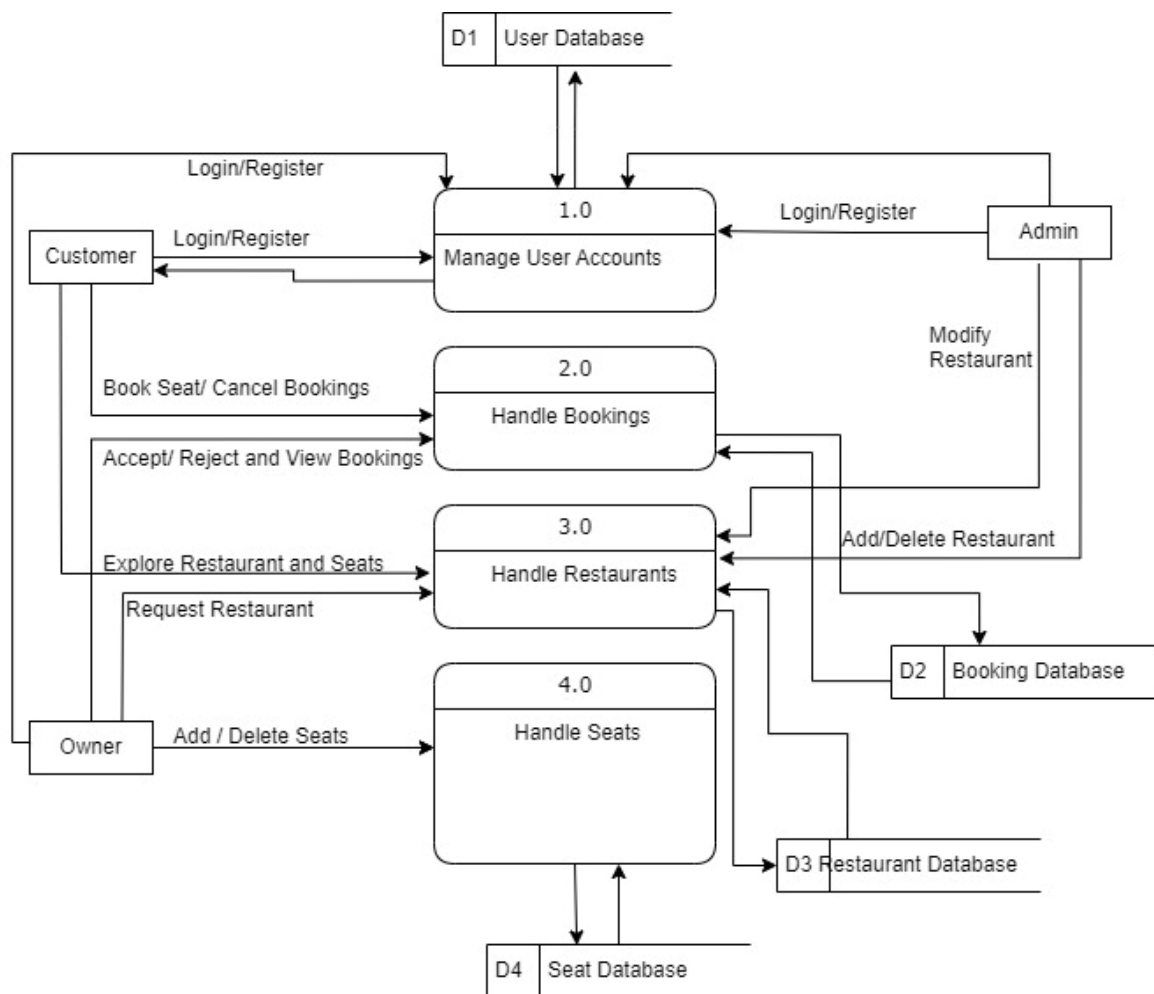 D1 User Database
Login/Register
1.0
Login/Register
Admin
Customer
Login/Register
Manage User Accounts
Modify
Restaurant
2.0
Book Seat/ Cancel Bookings
Handle Bookings
Accept/ Reject and View Bookings
3.0
Add/Delete Restaurant
Explore Restaurant and Seats
Handle Restaurants
Request Restaurant
D2 Booking Database
4.0
Owner
Add / Delete Seats
Handle Seats
D3 Restaurant Database
D4 Seat Database